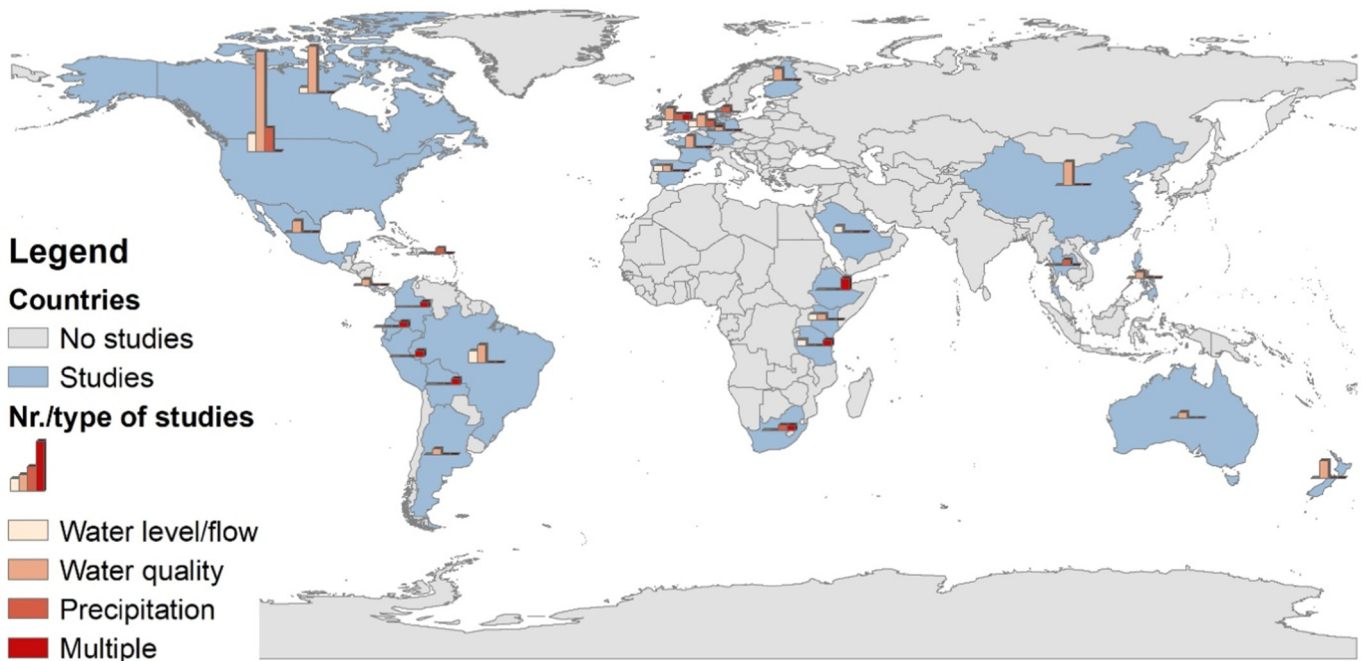 Legend
Countries
No studies
Studies
Nr./type of studies
Water level/flow
Water quality
Precipitation
Multiple